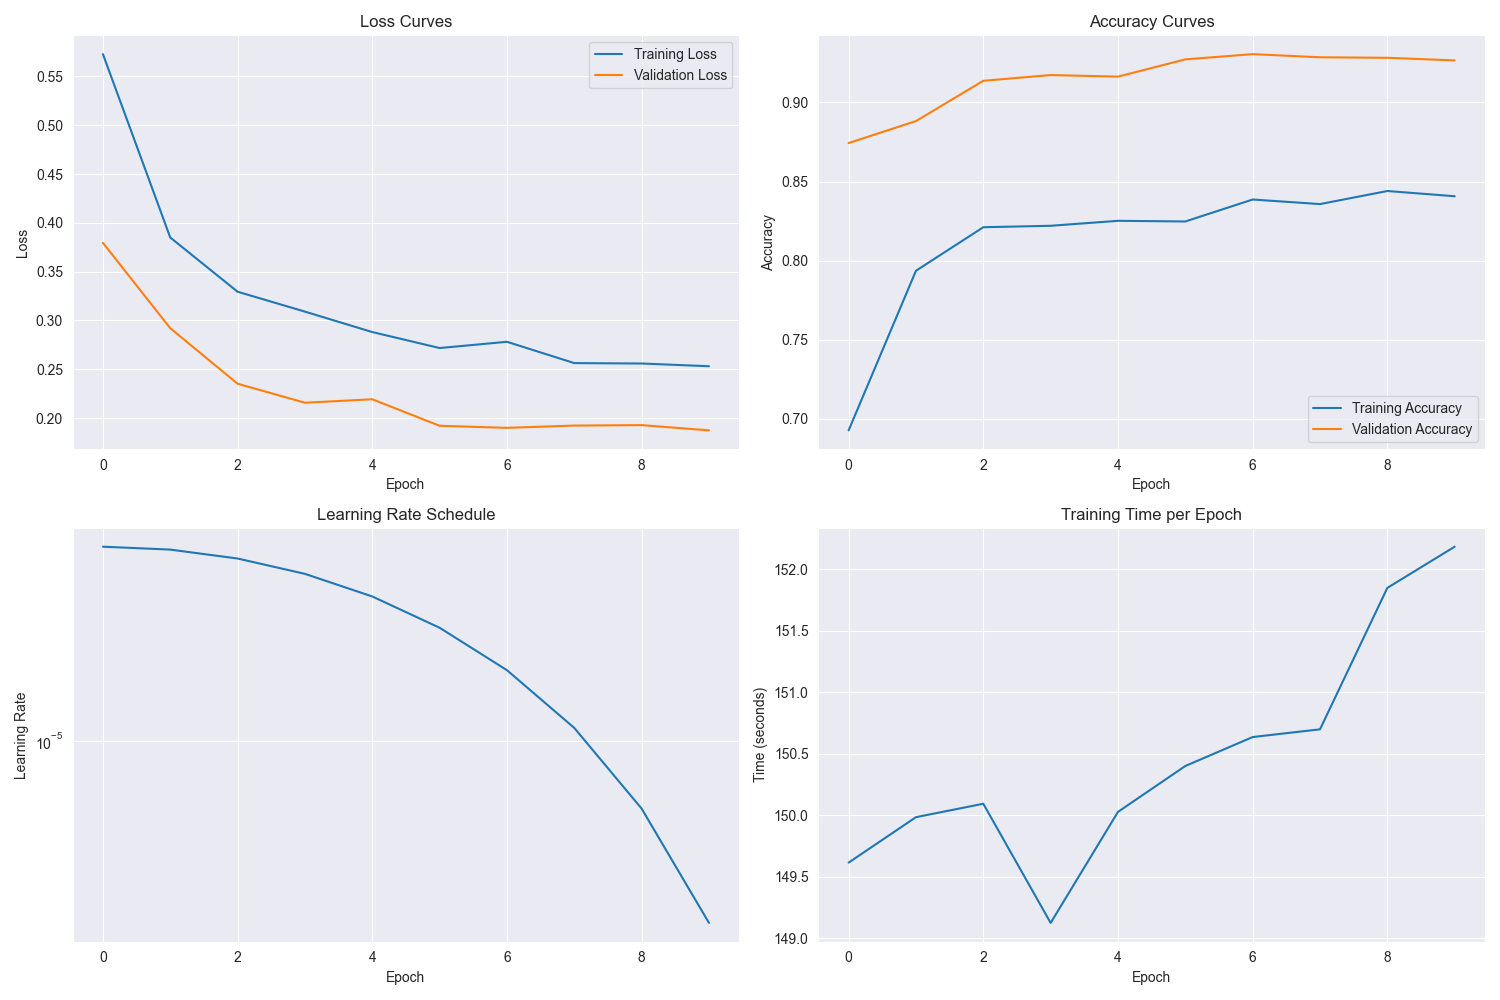 Loss Curves
Training Loss
Validation Loss
0.55
0.50
0.45
0.40
0.35
0.30
0.25
0.20
Loss
0 2 4 6 8
Epoch
Accuracy Curves
0.90
0.85
0.80
0.75
0.70
Accuracy
Training Accuracy
Validation Accuracy
0 2 4 6 8
Epoch
Learning Rate Schedule
10⁻⁵
Learning Rate
0 2 4 6 8
Epoch
Training Time per Epoch
152.0
151.5
151.0
150.5
150.0
149.5
149.0
Time (seconds)
0 2 4 6 8
Epoch